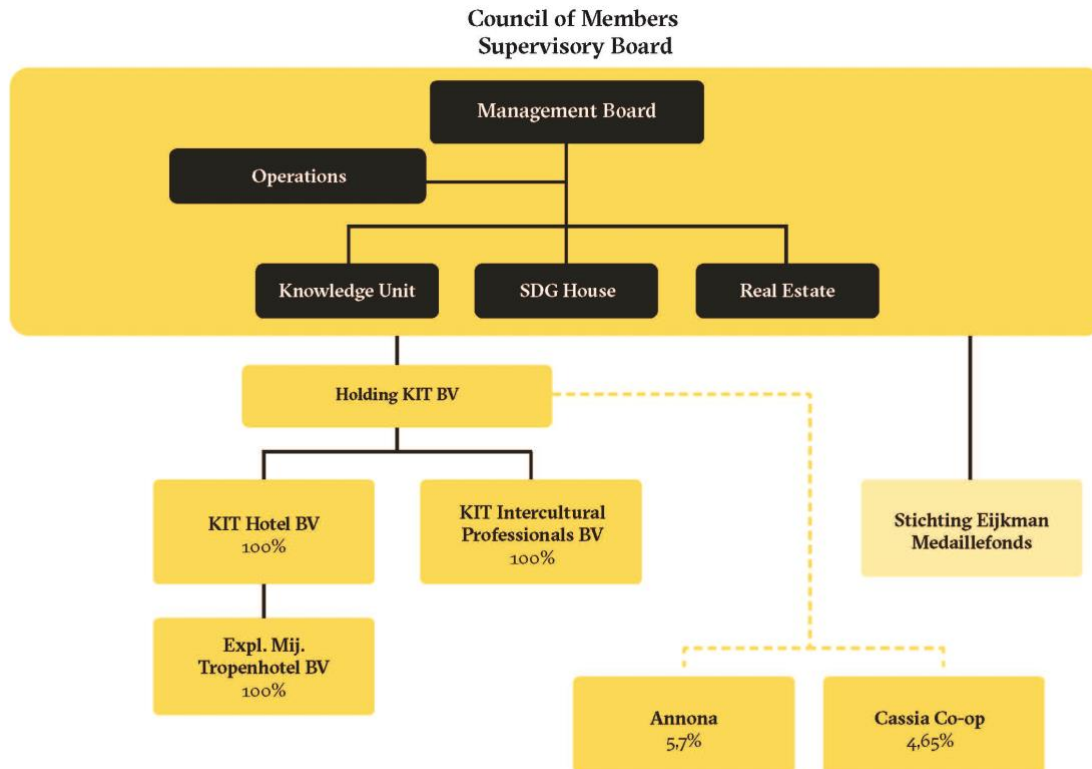 Council of Members
Supervisory Board
Management Board
Operations
Knowledge Unit
SDG House
Real Estate
Holding KIT BV
KIT Hotel BV
100%
KIT Intercultural
Professionals BV
100%
Stichting Eijkman
Medaillefonds
Expl. Mij.
Tropenhotel BV
100%
Annona
5,7%
Cassia Co-op
4,65%